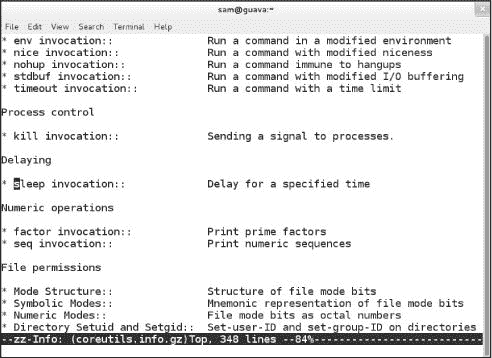 sam@guava:~
File Edit View Search Terminal Help
* env invocation:: Run a command in a modified environment
* nice invocation:: Run a command with modified niceness
* nohup invocation:: Run a command immune to hangups
* stdbuf invocation:: Run a command with modified I/O buffering
* timeout invocation:: Run a command with a time limit
Process control
* kill invocation:: Sending a signal to processes.
Delaying
* sleep invocation:: Delay for a specified time
Numeric operations
* factor invocation:: Print prime factors
* seq invocation:: Print numeric sequences
File permissions
* Mode Structure:: Structure of file mode bits
* Symbolic Modes:: Mnemonic representation of file mode bits
* Numeric Modes:: File mode bits as octal numbers
* Directory Setuid and Setgid:: Set-user-ID and set-group-ID on directories
--zz-Info: (coreutils.info.gz)Top, 348 lines --84%--------------------------